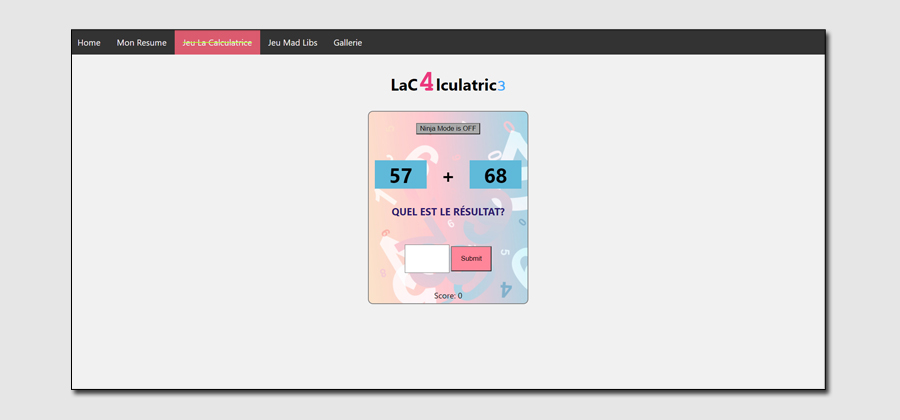 Home Mon Resume Jeu La Calculatrice Jeu Mad Libs Gallerie
LaC4lculatric3
Ninja Mode is OFF
57 + 68
QUEL EST LE RÉSULTAT?
Submit
Score: 0